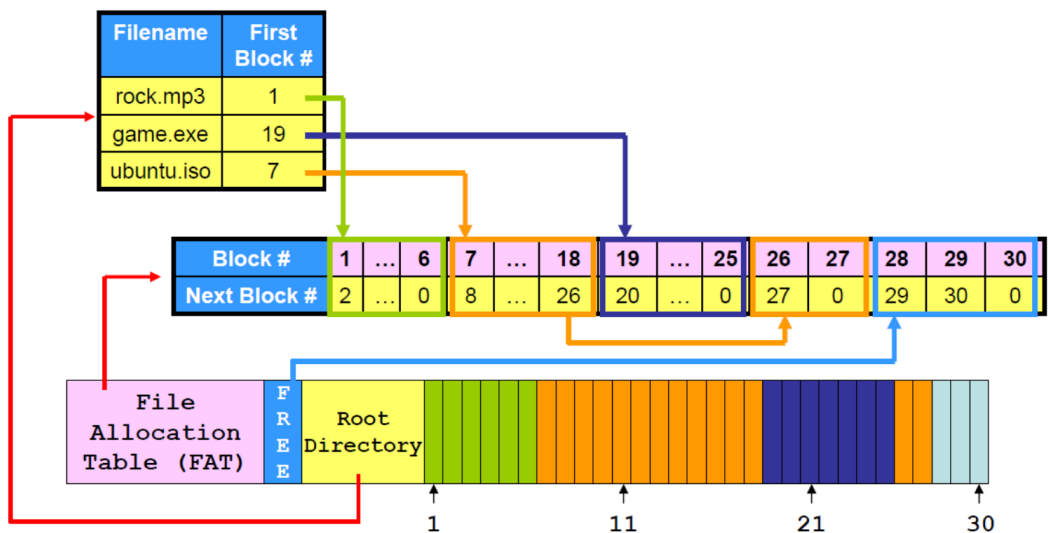 Filename First Block #
rock.mp3 1
game.exe 19
ubuntu.iso 7
Block # 1 ... 6 7 ... 18 19 ... 25 26 27 28 29 30
Next Block # 2 ... 0 8 ... 26 20 ... 0 27 0 29 30 0
File
Allocation
Table (FAT)
FREE
Root
Directory
1 11 21 30